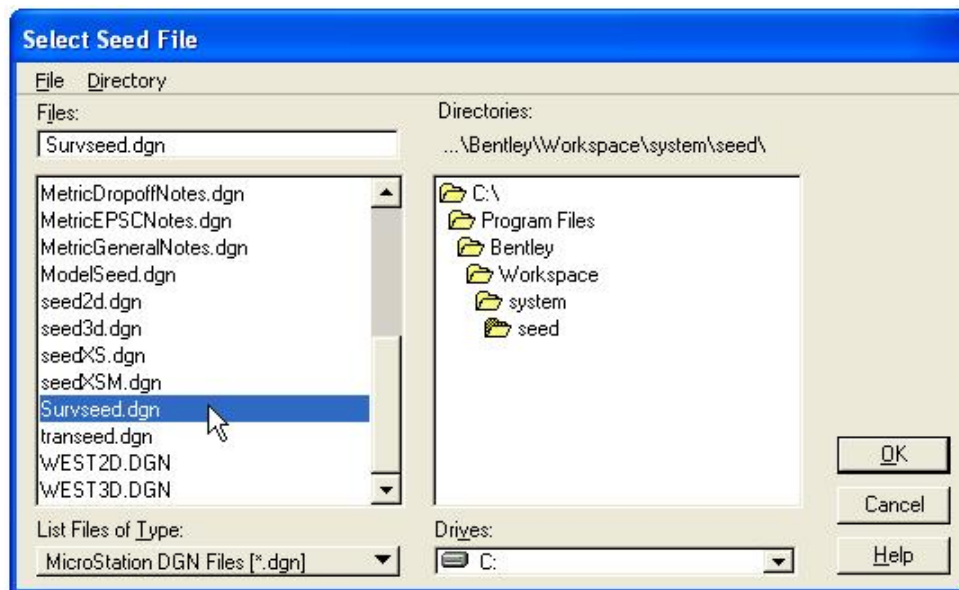 Select Seed File
File Directory
Files:
Survseed.dgn
MetricDropoffNotes.dgn
MetricEPSCNotes.dgn
MetricGeneralNotes.dgn
ModelSeed.dgn
seed2d.dgn
seed3d.dgn
seedXS.dgn
seedXSM.dgn
Survseed.dgn
transeed.dgn
WEST2D.DGN
WEST3D.DGN
List Files of Type:
MicroStation DGN Files [*.dgn]
Directories:
...\Bentley\Workspace\system\seed\
C:\
Program Files
Bentley
Workspace
system
seed
Drives:
C:
OK
Cancel
Help